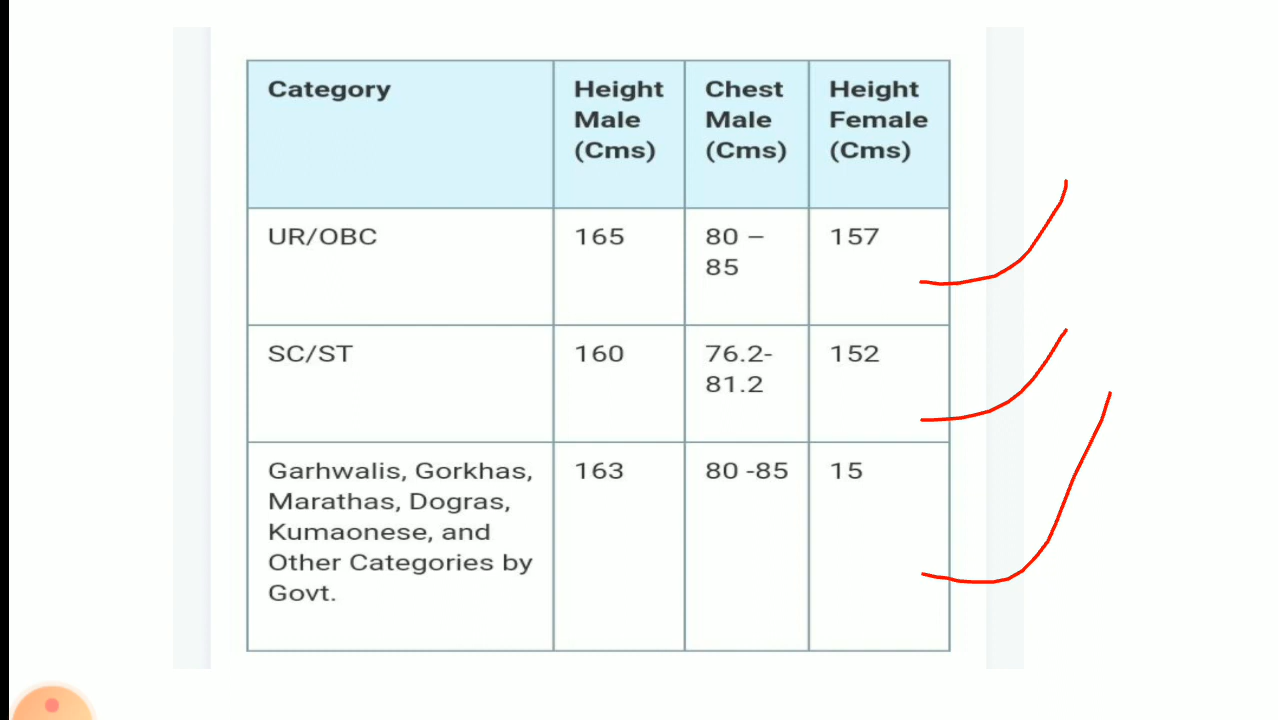 Category Height Chest Height
Male Male Female
(Cms) (Cms) (Cms)
UR/OBC 165 80 – 157
85
SC/ST 160 76.2- 152
81.2
Garhwalis, Gorkhas, 163 80 -85 15
Marathas, Dogras,
Kumaonese, and
Other Categories by
Govt.